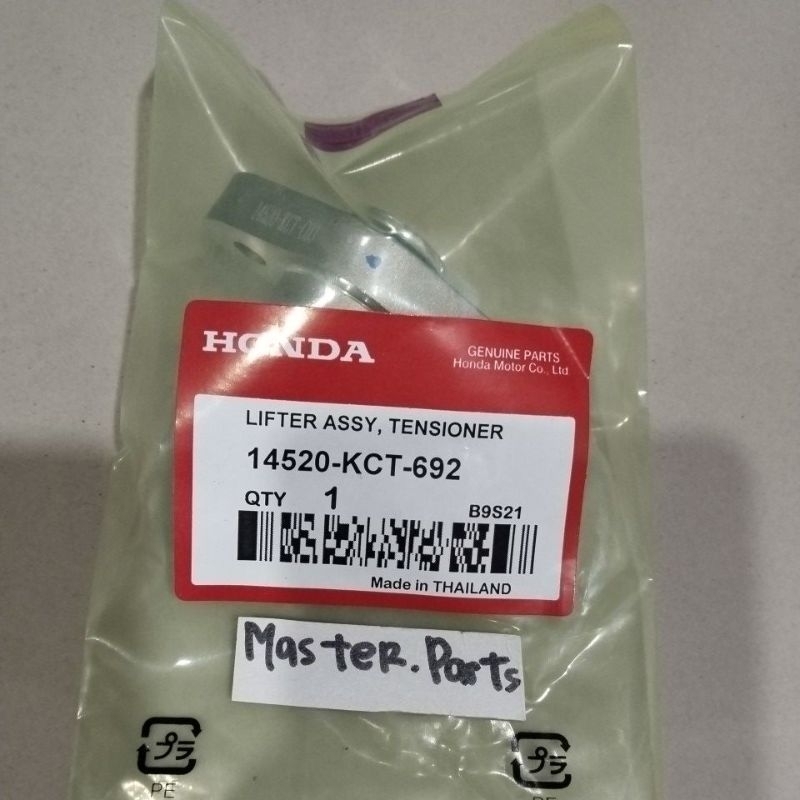 HONDA
GENUINE PARTS
Honda Motor Co., Ltd
LIFTER ASSY, TENSIONER
14520-KCT-692
QTY 1
B9S21
Made in THAILAND
Master.Parts
プラ
プラ
PE
PE